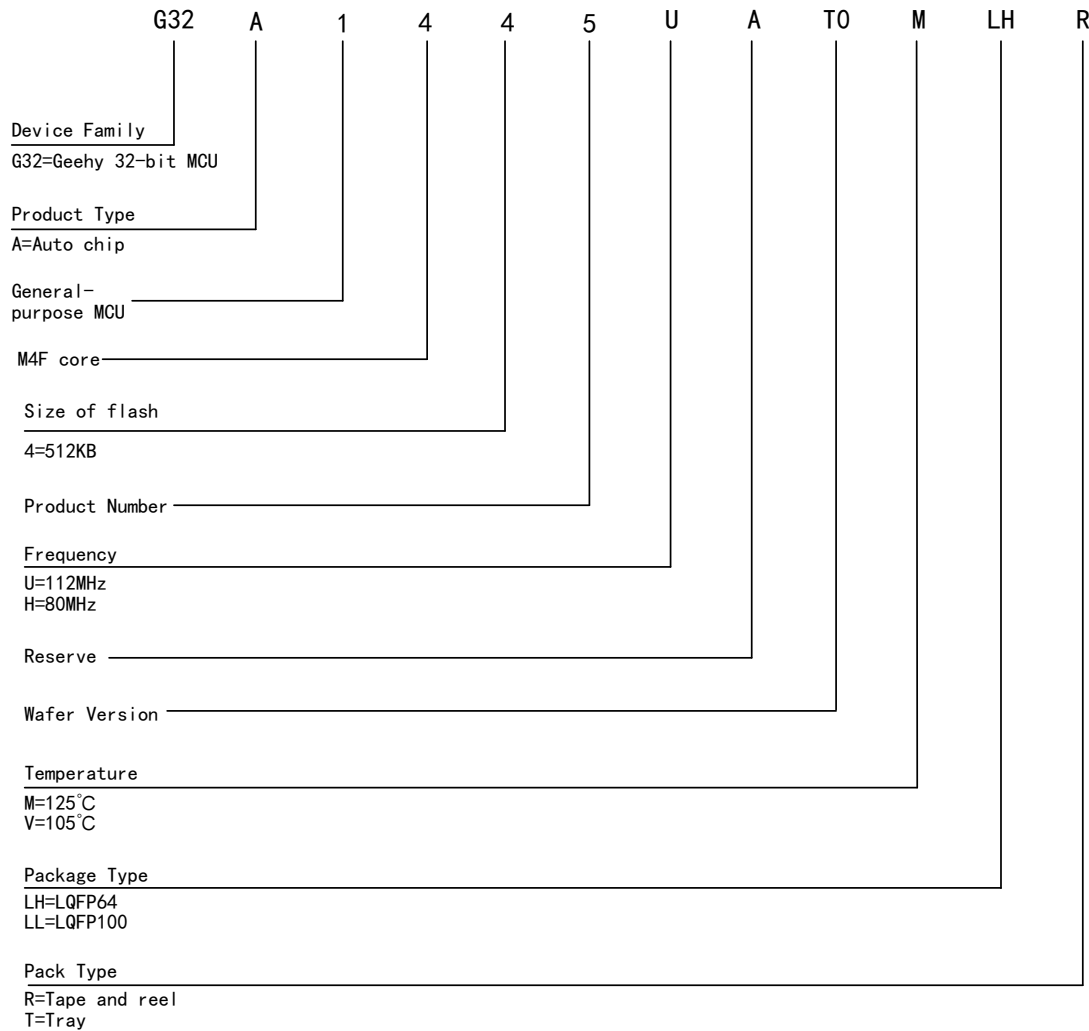 G32 A 1 4 4 5 U A T0 M LH R
Device Family
G32=Geehy 32-bit MCU
Product Type
A=Auto chip
General-
purpose MCU
M4F core
Size of flash
4=512KB
Product Number
Frequency
U=112MHz
H=80MHz
Reserve
Wafer Version
Temperature
M=125℃
V=105℃
Package Type
LH=LQFP64
LL=LQFP100
Pack Type
R=Tape and reel
T=Tray